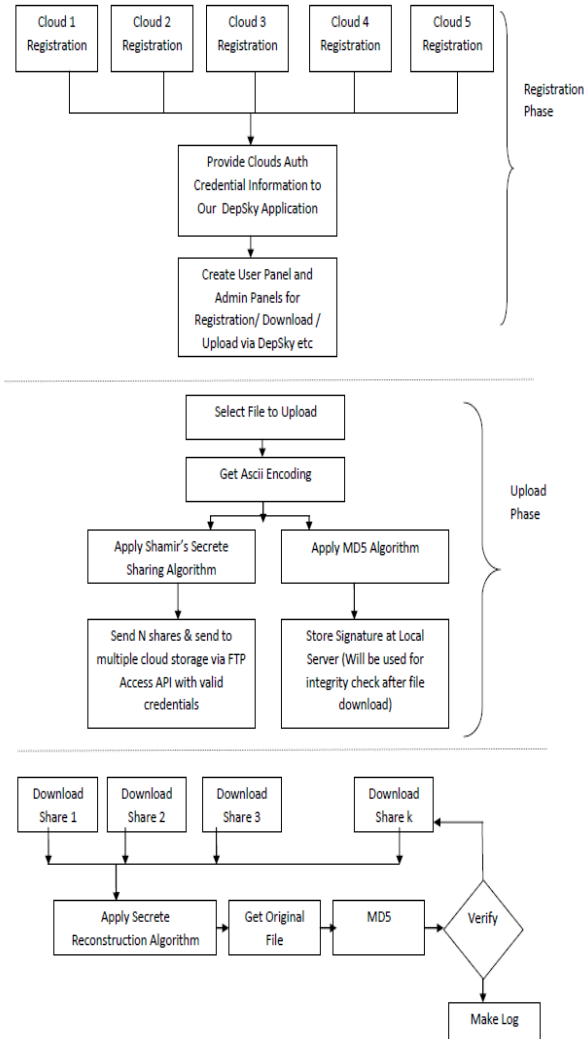 Cloud 1
Registration
Cloud 2
Registration
Cloud 3
Registration
Cloud 4
Registration
Cloud 5
Registration
Registration
Phase
Provide Clouds Auth
Credential Information to
Our DepSky Application
Create User Panel and
Admin Panels for
Registration/ Download /
Upload via DepSky etc
Select File to Upload
Get Ascii Encoding
Upload
Phase
Apply Shamir's Secrete
Sharing Algorithm
Apply MD5 Algorithm
Send N shares & send to
multiple cloud storage via FTP
Access API with valid
credentials
Store Signature at Local
Server (Will be used for
integrity check after file
download)
Download
Share 1
Download
Share 2
Download
Share 3
Download
Share k
Apply Secrete
Reconstruction Algorithm
Get Original
File
MD5
Verify
Make Log